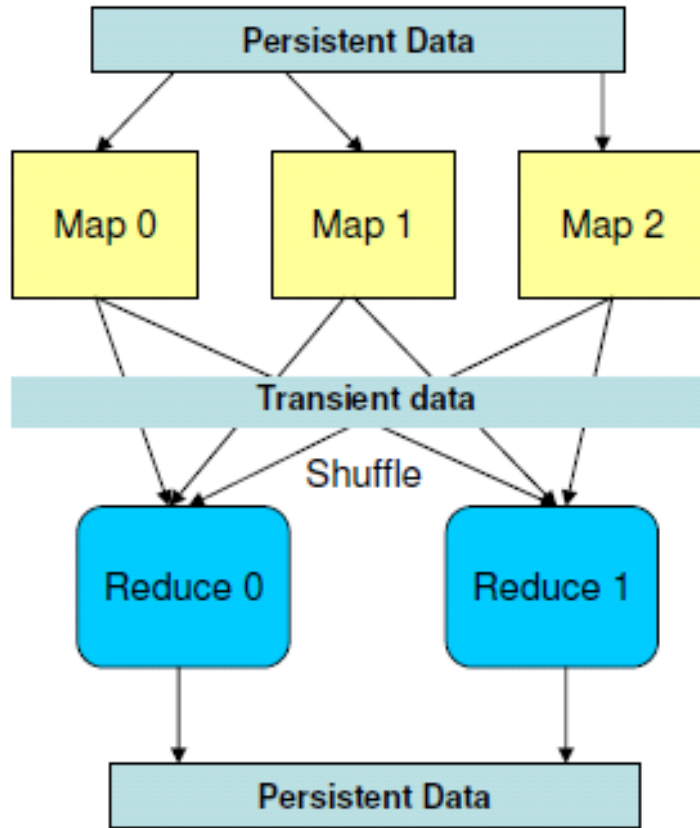 Persistent Data
Map 0
Map 1
Map 2
Transient data
Shuffle
Reduce 0
Reduce 1
Persistent Data